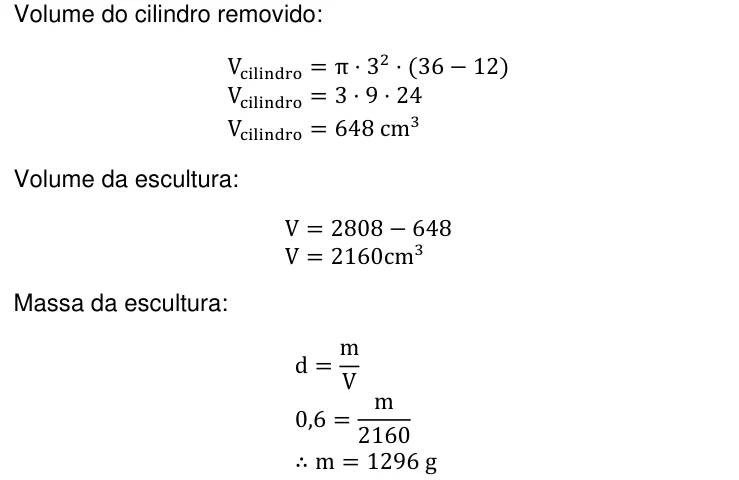 Volume do cilindro removido:
V_cilindro = π · 3² · (36 − 12)
V_cilindro = 3 · 9 · 24
V_cilindro = 648 cm³
Volume da escultura:
V = 2808 − 648
V = 2160cm³
Massa da escultura:
d = m/V
0,6 = m/2160
∴ m = 1296 g